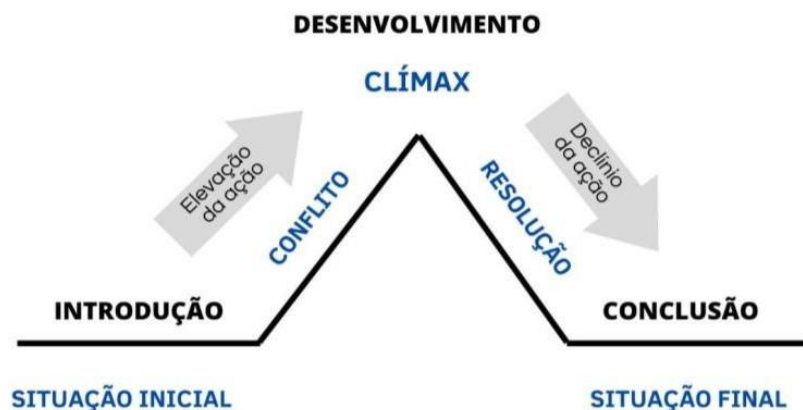 DESENVOLVIMENTO
CLÍMAX
Elevação
da ação
CONFLITO
RESOLUÇÃO
Declínio
da ação
INTRODUÇÃO
CONCLUSÃO
SITUAÇÃO INICIAL
SITUAÇÃO FINAL